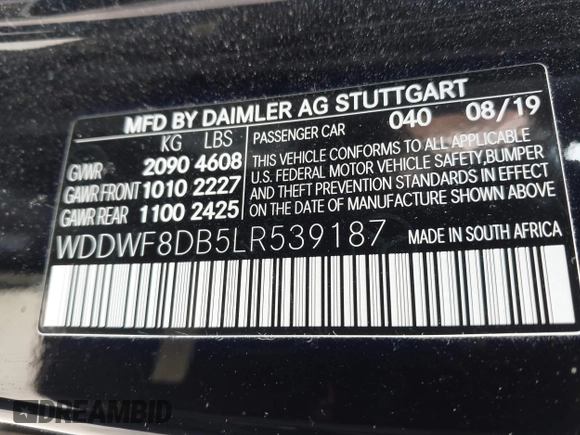 MFD BY DAIMLER AG STUTTGART
KG LBS PASSENGER CAR 040 08/19
GVWR 2090 4608
GAWR FRONT 1010 2227
GAWR REAR 1100 2425
THIS VEHICLE CONFORMS TO ALL APPLICABLE
U.S. FEDERAL MOTOR VEHICLE SAFETY,BUMPER
AND THEFT PREVENTION STANDARDS IN EFFECT
ON THE DATE OF MANUFACTURE SHOWN ABOVE.
WDDWF8DB5LR539187 MADE IN SOUTH AFRICA
DREAMBID